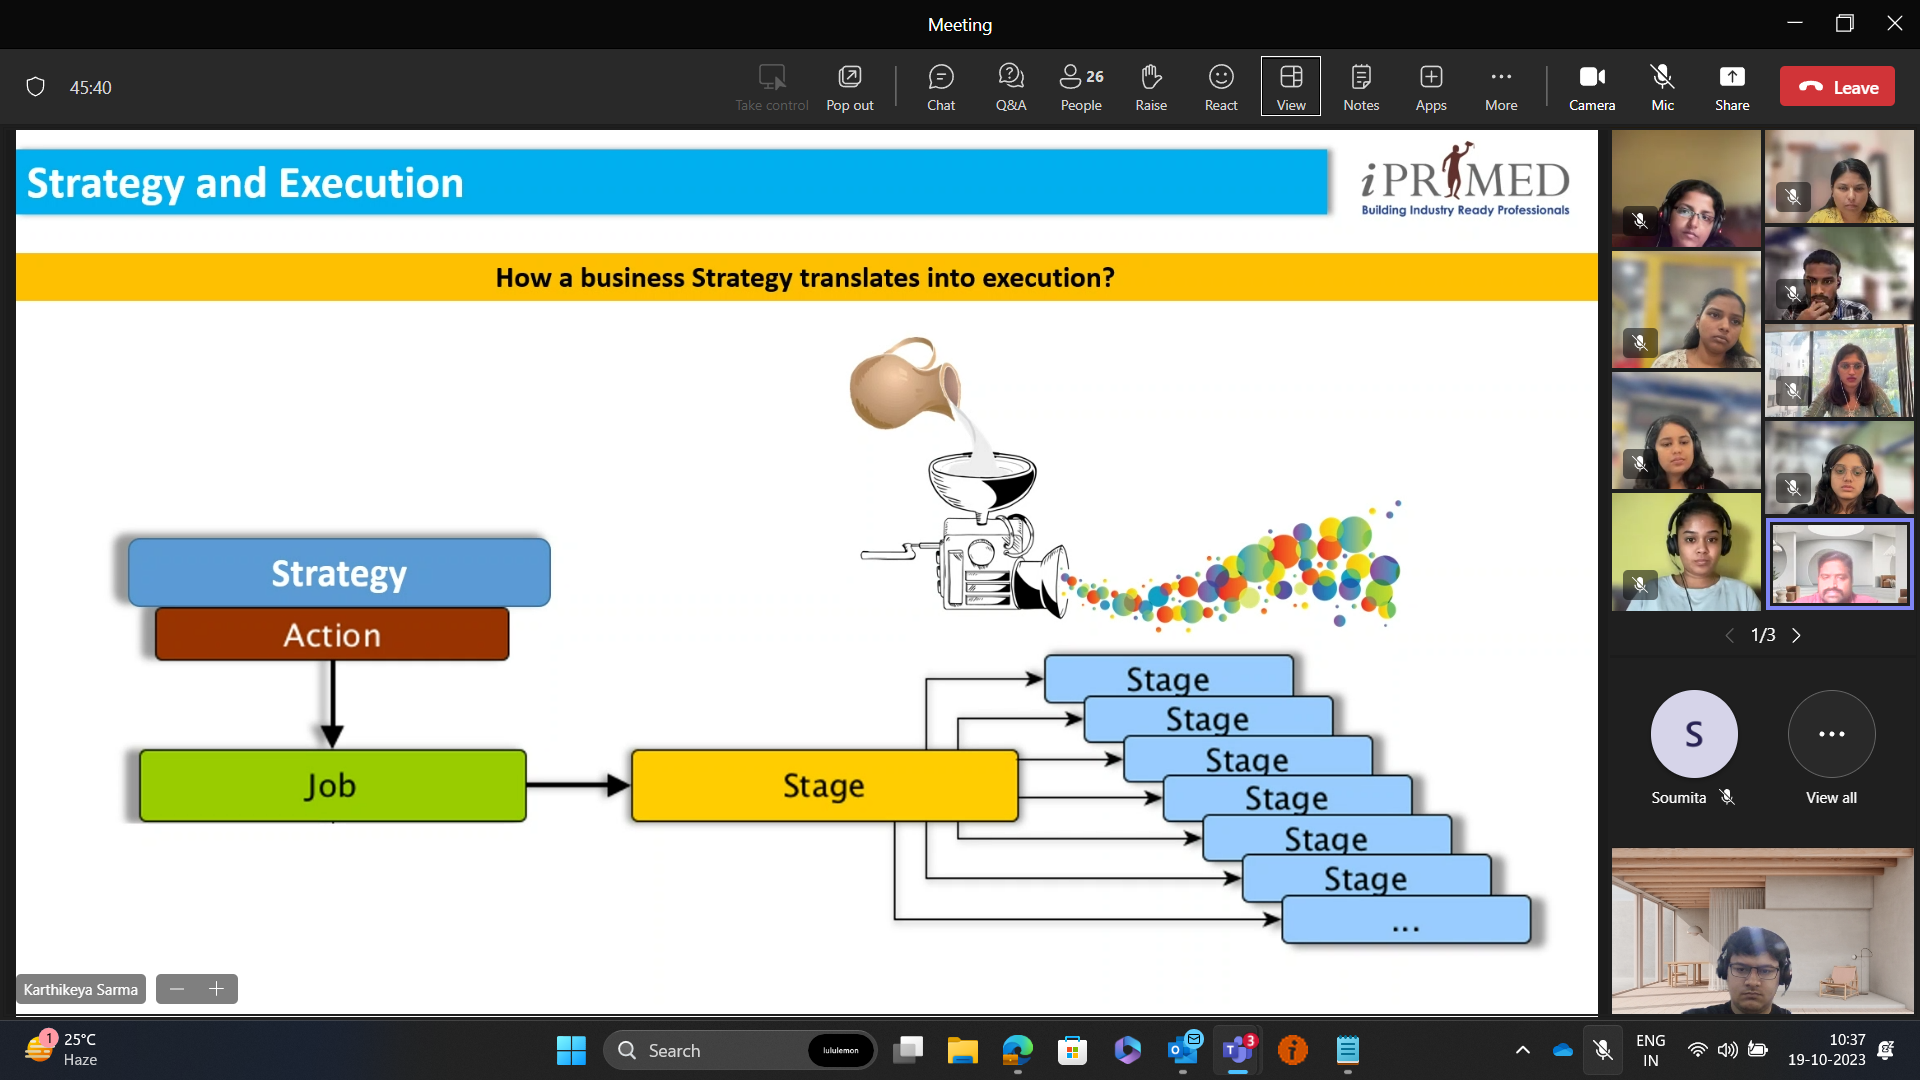 Meeting
45:40
Take control
Pop out
Chat
Q&A
26
People
Raise
React
View
Notes
Apps
More
Camera
Mic
Share
Leave
Strategy and Execution
iPRIMED
Building Industry Ready Professionals
How a business Strategy translates into execution?
Strategy
Action
Job
Stage
Stage
Stage
Stage
Stage
Stage
Stage
...
Karthikeya Sarma
1/3
S
Soumita
View all
1
25°C
Haze
Search
lululemon
3
ENG
IN
10:37
19-10-2023